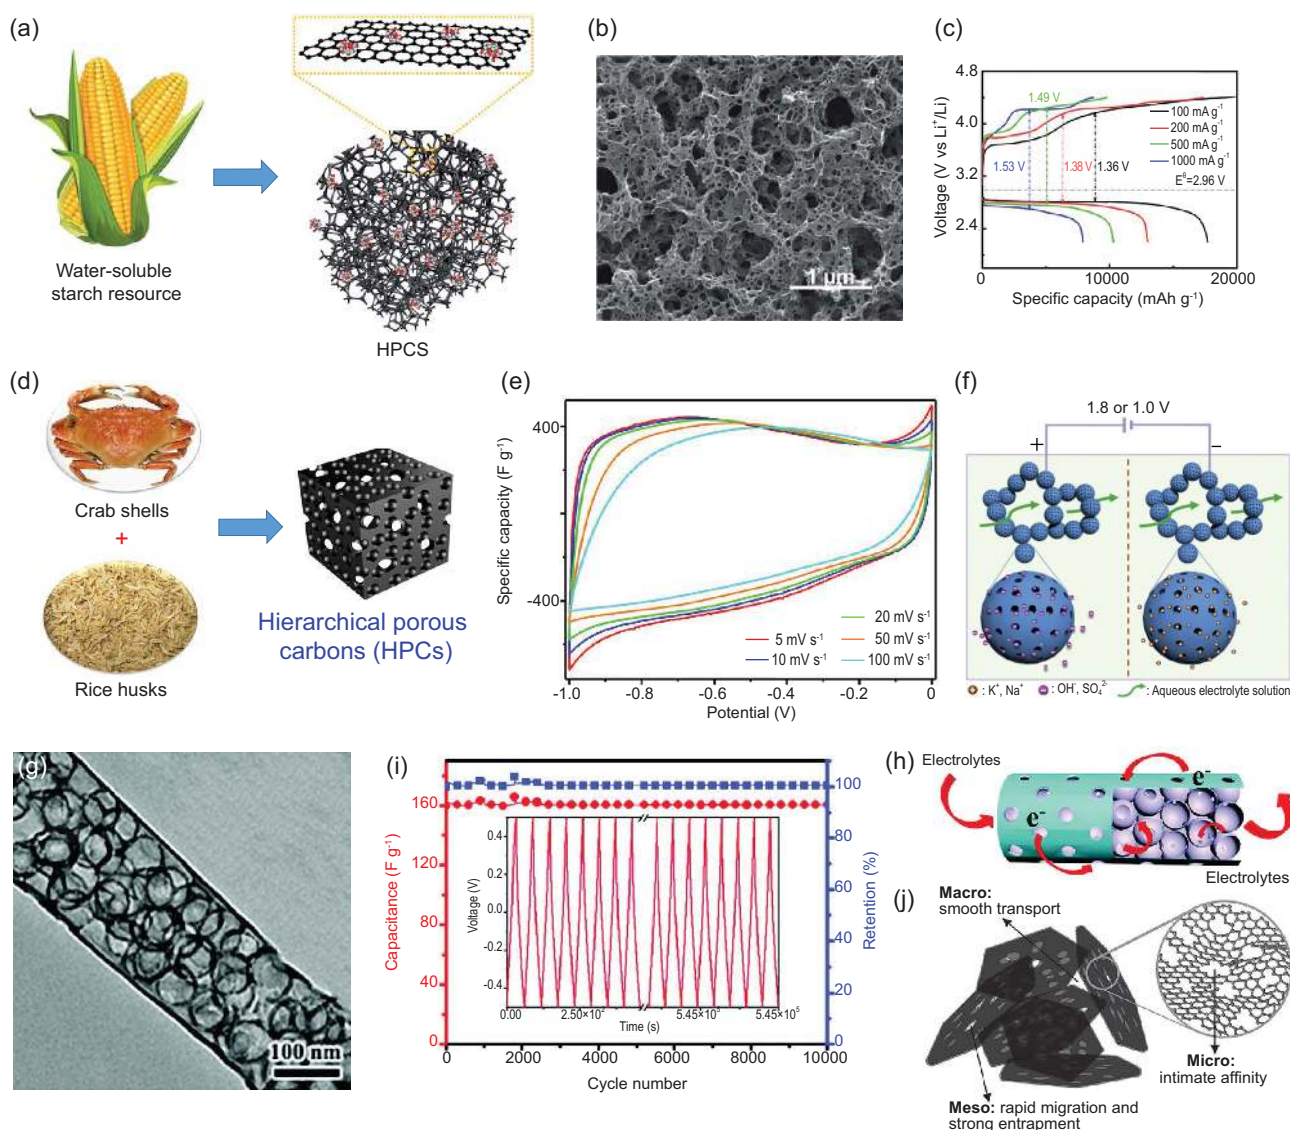 (a)
Water-soluble
starch resource
HPCS
(b)
1 µm
(c)
Voltage (V vs Li⁺/Li)
4.8
4.0
3.2
2.4
1.49 V
1.53 V
1.38 V
1.36 V
100 mA g⁻¹
200 mA g⁻¹
500 mA g⁻¹
1000 mA g⁻¹
E⁰=2.96 V
0
10000
20000
Specific capacity (mAh g⁻¹)
(d)
Crab shells
+
Rice husks
Hierarchical porous
carbons (HPCs)
(e)
Specific capacity (F g⁻¹)
400
-400
5 mV s⁻¹
10 mV s⁻¹
20 mV s⁻¹
50 mV s⁻¹
100 mV s⁻¹
-1.0
-0.8
-0.6
-0.4
-0.2
0
Potential (V)
(f)
1.8 or 1.0 V
+
−
: K⁺, Na⁺
: OH⁻, SO₄²⁻
: Aqueous electrolyte solution
(g)
100 nm
(i)
Capacitance (F g⁻¹)
160
120
80
40
0
Retention (%)
100
80
60
40
20
0
Voltage (V)
0.4
0.2
0.0
-0.2
-0.4
0.00
2.50×10²
5.45×10⁵
5.45×10⁵
Time (s)
0
2000
4000
6000
8000
10000
Cycle number
(h)
Electrolytes
e⁻
e⁻
Electrolytes
(j)
Macro:
smooth transport
Micro:
intimate affinity
Meso: rapid migration and
strong entrapment